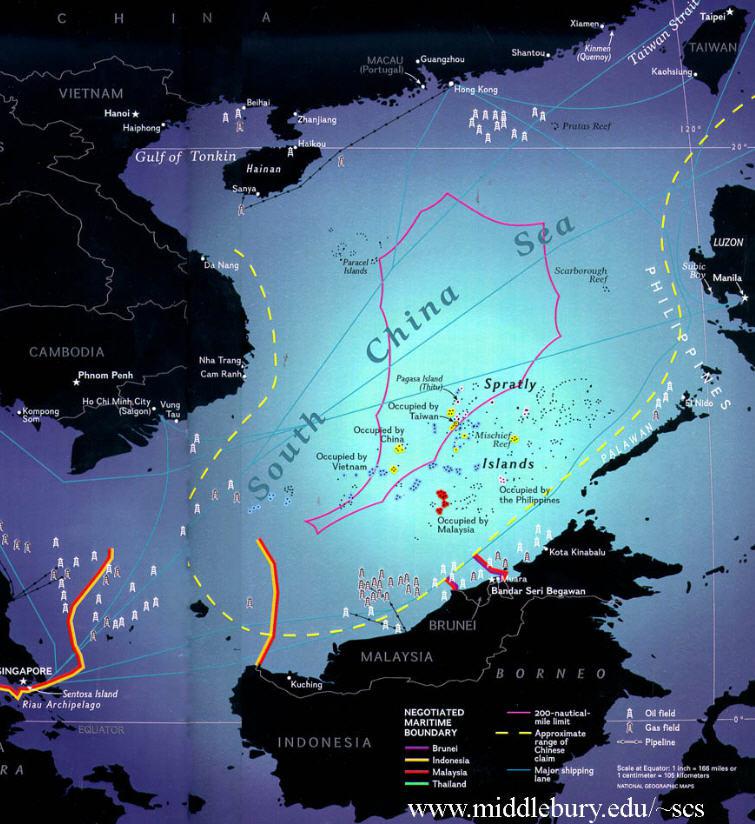 C H I N A
Xiamen
Taipei
Taiwan Strait
MACAU
(Portugal)
Guangzhou
Shantou
Kinmen
(Quemoy)
TAIWAN
Kaohsiung
VIETNAM
Hong Kong
Hanoi
Haiphong
Beihai
Zhanjiang
Pratas Reef
120°
20°
Gulf of Tonkin
Haikou
Hainan
Sanya
LUZON
Paracel
Islands
South China Sea
Scarborough
Reef
Subic
Bay
Manila
Da Nang
PHILIPPINES
CAMBODIA
Phnom Penh
Nha Trang
Cam Ranh
Pagasa Island
(Thitu)
Spratly
Kompong
Som
Ho Chi Minh City
(Saigon)
Vung
Tau
Occupied by
Taiwan
El Nido
Occupied by
China
Mischief
Reef
PALAWAN
Occupied by
Vietnam
Islands
Occupied by
the Philippines
Occupied by
Malaysia
Kota Kinabalu
Muara
Bandar Seri Begawan
BRUNEI
MALAYSIA
BORNEO
SINGAPORE
Sentosa Island
Riau Archipelago
Kuching
EQUATOR
0°
INDONESIA
RA
NEGOTIATED
MARITIME
BOUNDARY
Brunei
Indonesia
Malaysia
Thailand
200-nautical-
mile limit
Approximate
range of
Chinese
claim
Major shipping
lane
Oil field
Gas field
Pipeline
Scale at Equator: 1 inch = 166 miles or
1 centimeter = 105 kilometers
NATIONAL GEOGRAPHIC MAPS
www.middlebury.edu/~scs